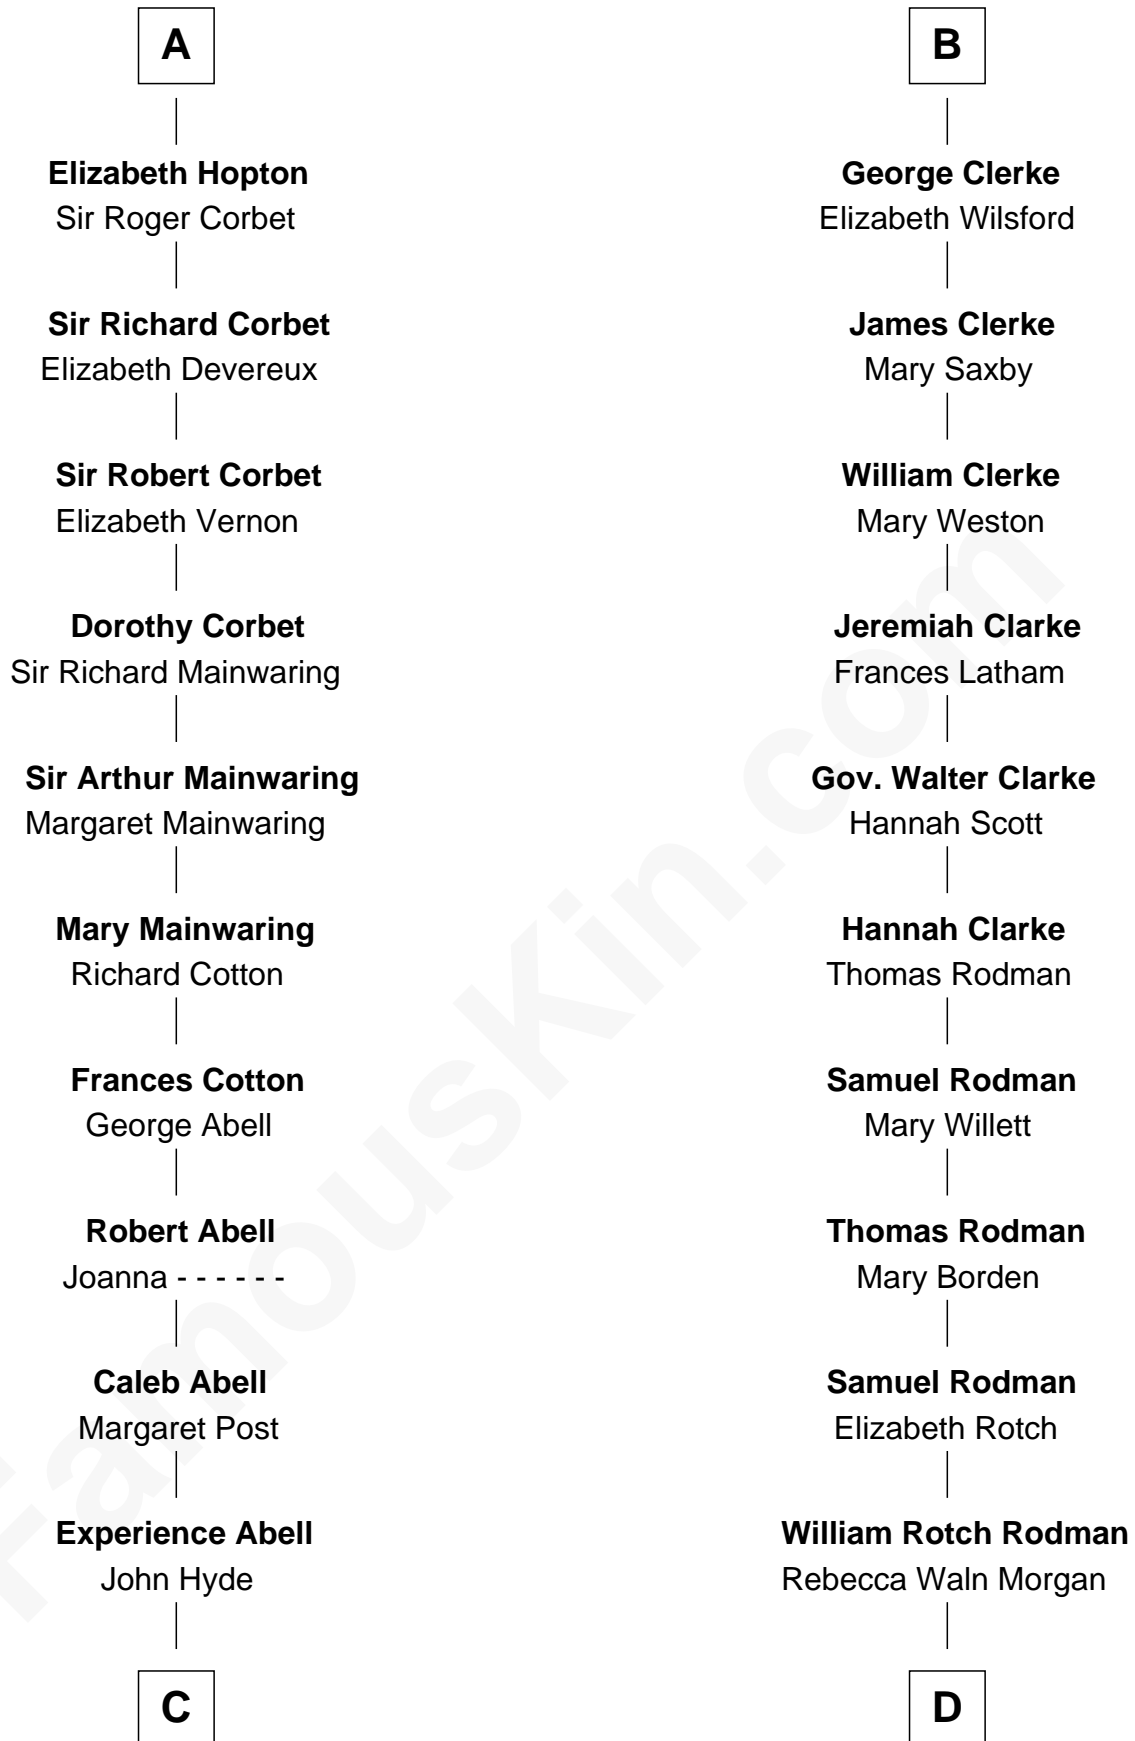 A
Elizabeth Hopton
Sir Roger Corbet
Sir Richard Corbet
Elizabeth Devereux
Sir Robert Corbet
Elizabeth Vernon
Dorothy Corbet
Sir Richard Mainwaring
Sir Arthur Mainwaring
Margaret Mainwaring
Mary Mainwaring
Richard Cotton
Frances Cotton
George Abell
Robert Abell
Joanna - - - - - -
Caleb Abell
Margaret Post
Experience Abell
John Hyde
C
B
George Clerke
Elizabeth Wilsford
James Clerke
Mary Saxby
William Clerke
Mary Weston
Jeremiah Clarke
Frances Latham
Gov. Walter Clarke
Hannah Scott
Hannah Clarke
Thomas Rodman
Samuel Rodman
Mary Willett
Thomas Rodman
Mary Borden
Samuel Rodman
Elizabeth Rotch
William Rotch Rodman
Rebecca Waln Morgan
D
FamousKin.com